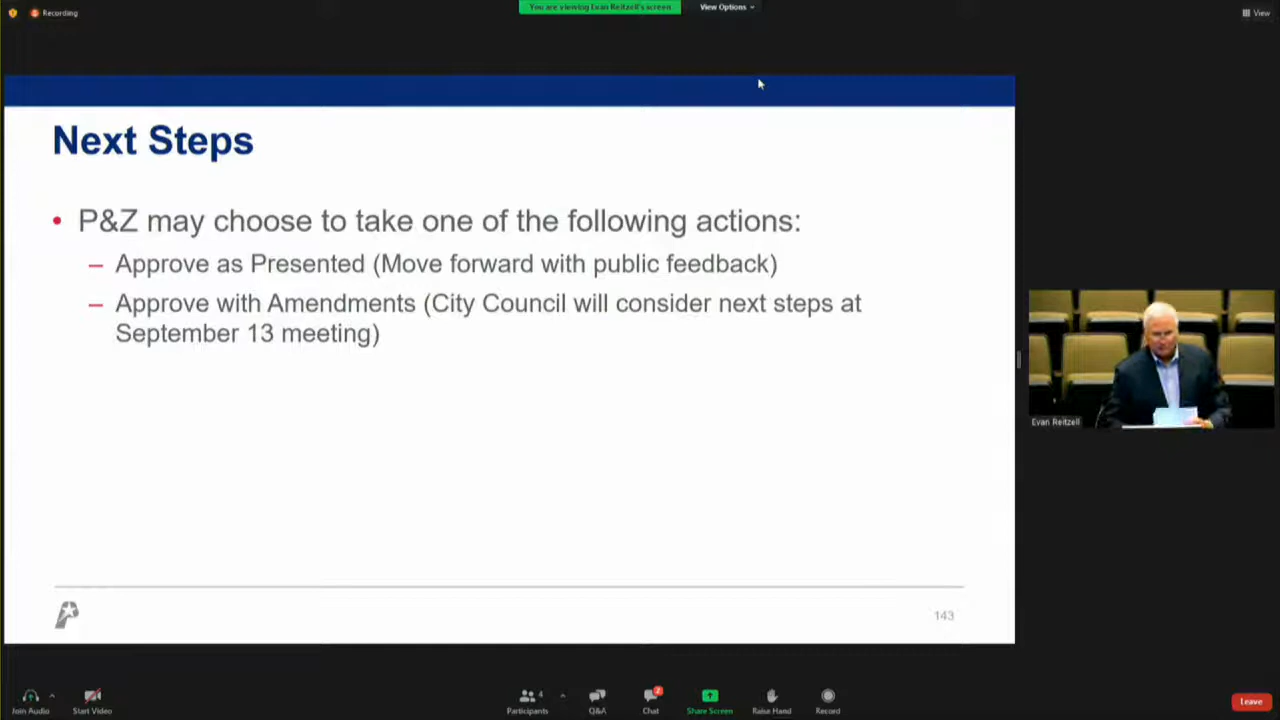 Recording
You are viewing Evan Reitzell's screen
View Options
View
Next Steps
• P&Z may choose to take one of the following actions:
– Approve as Presented (Move forward with public feedback)
– Approve with Amendments (City Council will consider next steps at
September 13 meeting)
Evan Reitzell
143
Join Audio
Start Video
4
Participants
Q&A
2
Chat
Share Screen
Raise Hand
Record
Leave